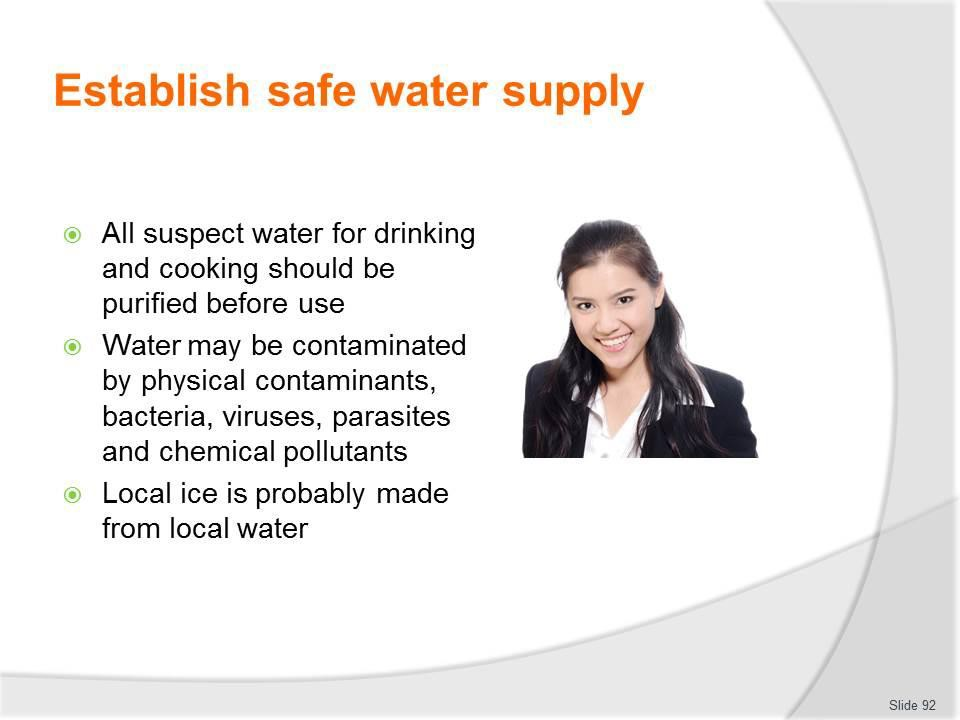 Establish safe water supply
All suspect water for drinking
and cooking should be
purified before use
Water may be contaminated
by physical contaminants,
bacteria, viruses, parasites
and chemical pollutants
Local ice is probably made
from local water
Slide 92